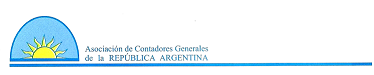 Asociación de Contadores Generales
de la REPÚBLICA ARGENTINA